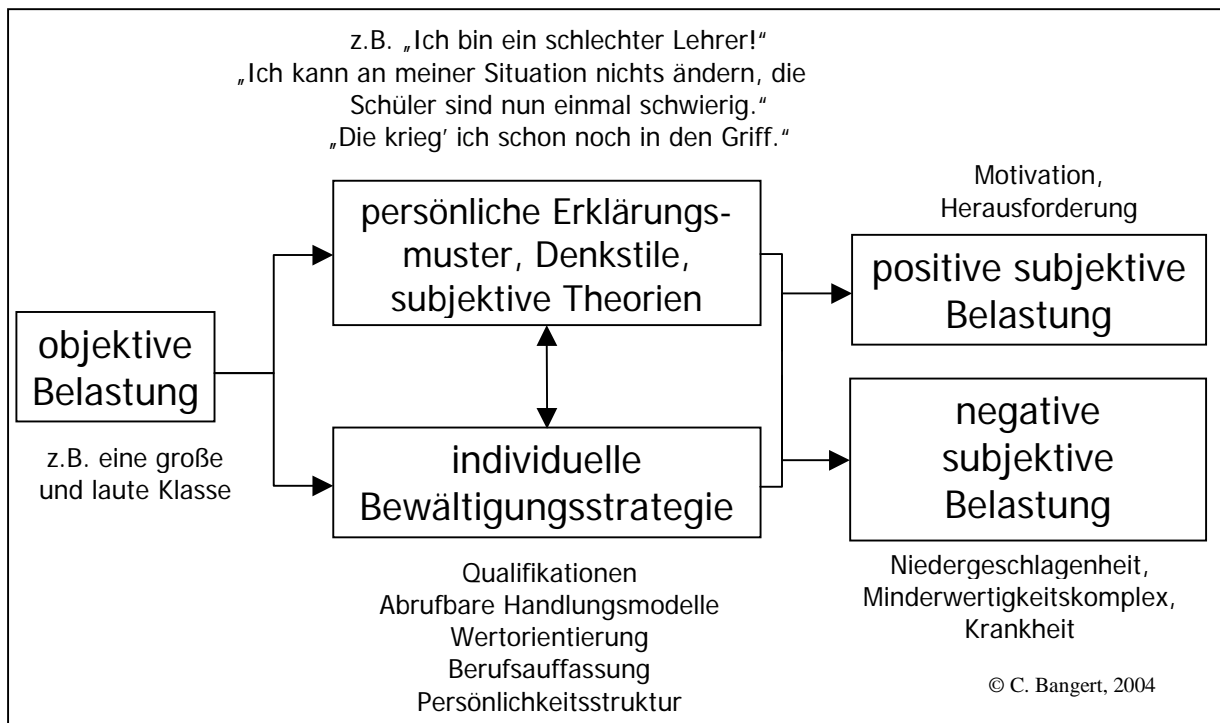 z.B. „Ich bin ein schlechter Lehrer!“
„Ich kann an meiner Situation nichts ändern, die
Schüler sind nun einmal schwierig.“
„Die krieg’ ich schon noch in den Griff.“
persönliche Erklärungs-
muster, Denkstile,
subjektive Theorien
Motivation,
Herausforderung
positive subjektive
Belastung
objektive
Belastung
z.B. eine große
und laute Klasse
individuelle
Bewältigungsstrategie
negative
subjektive
Belastung
Qualifikationen
Abrufbare Handlungsmodelle
Wertorientierung
Berufsauffassung
Persönlichkeitsstruktur
Niedergeschlagenheit,
Minderwertigkeitskomplex,
Krankheit
© C. Bangert, 2004